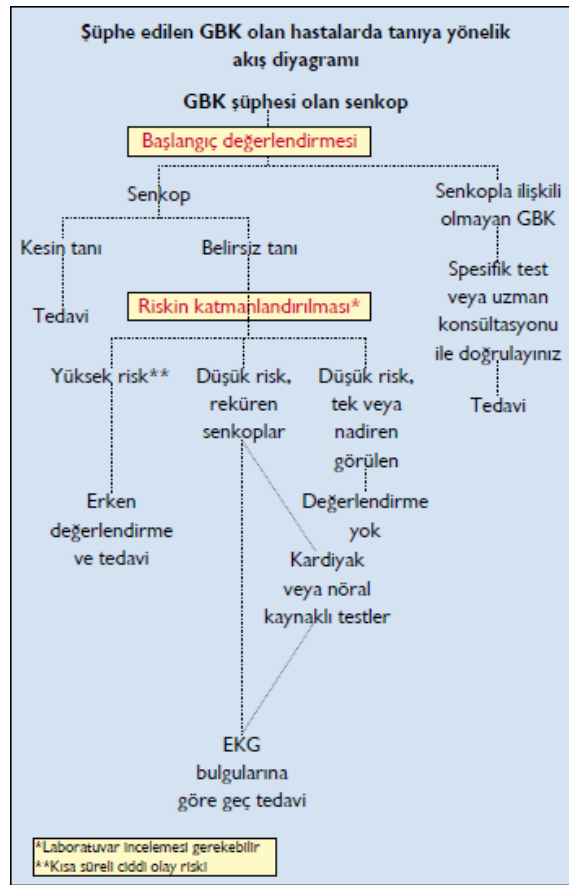 Şüphe edilen GBK olan hastalarda tanıya yönelik
akış diyagramı
GBK şüphesi olan senkop
Başlangıç değerlendirmesi
Senkop
Senkopla ilişkili
olmayan GBK
Kesin tanı
Belirsiz tanı
Spesifik test
veya uzman
konsültasyonu
ile doğrulayınız
Tedavi
Riskin katmanlandırılması*
Yüksek risk**
Düşük risk,
reküren
senkoplar
Düşük risk,
tek veya
nadiren
görülen
Tedavi
Erken
değerlendirme
ve tedavi
Değerlendirme
yok
Kardiyak
veya nöral
kaynaklı testler
EKG
bulgularına
göre geç tedavi
*Laboratuvar incelemesi gerekebilir
**Kısa süreli ciddi olay riski